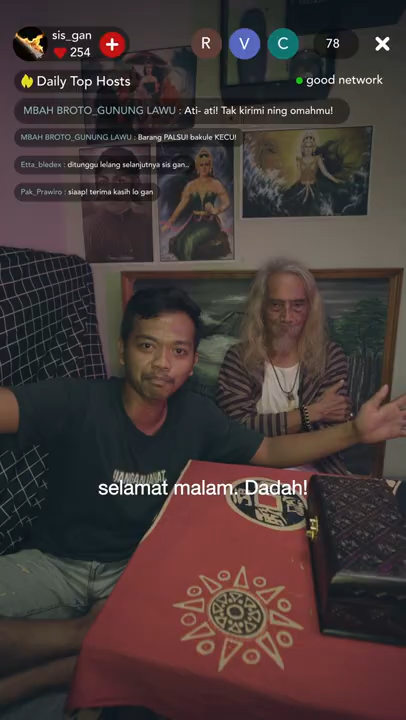 sis_gan
254
R V C 78
Daily Top Hosts
good network
MBAH BROTO_GUNUNG LAWU : Ati- ati! Tak kirimi ning omahmu!
MBAH BROTO_GUNUNG LAWU : Barang PALSU! bakule KECU!
Etta_bledex : ditunggu lelang selanjutnya sis gan..
Pak_Prawiro : siaap! terima kasih lo gan
selamat malam. Dadah!